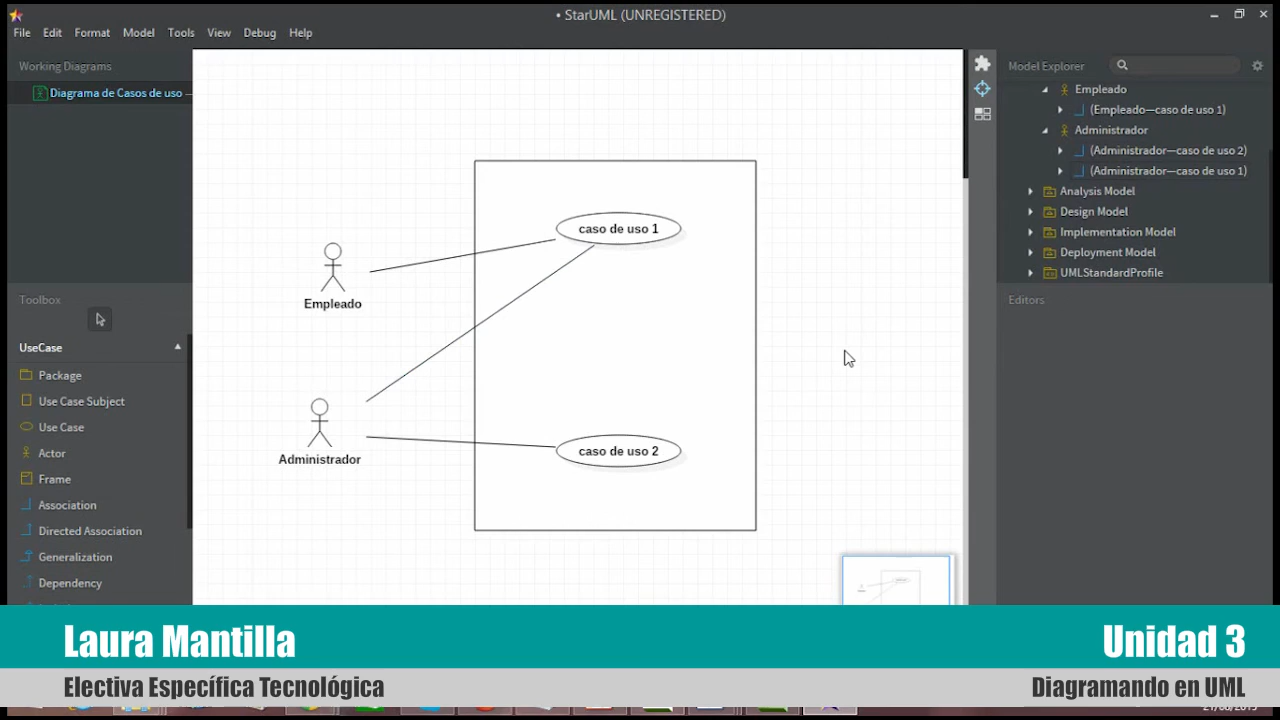 • StarUML (UNREGISTERED)
File Edit Format Model Tools View Debug Help
Working Diagrams
Diagrama de Casos de uso —
Toolbox
UseCase
Package
Use Case Subject
Use Case
Actor
Frame
Association
Directed Association
Generalization
Dependency
caso de uso 1
Empleado
Administrador
caso de uso 2
Model Explorer
Empleado
(Empleado—caso de uso 1)
Administrador
(Administrador—caso de uso 2)
(Administrador—caso de uso 1)
Analysis Model
Design Model
Implementation Model
Deployment Model
UMLStandardProfile
Editors
Laura Mantilla
Unidad 3
Electiva Específica Tecnológica
Diagramando en UML